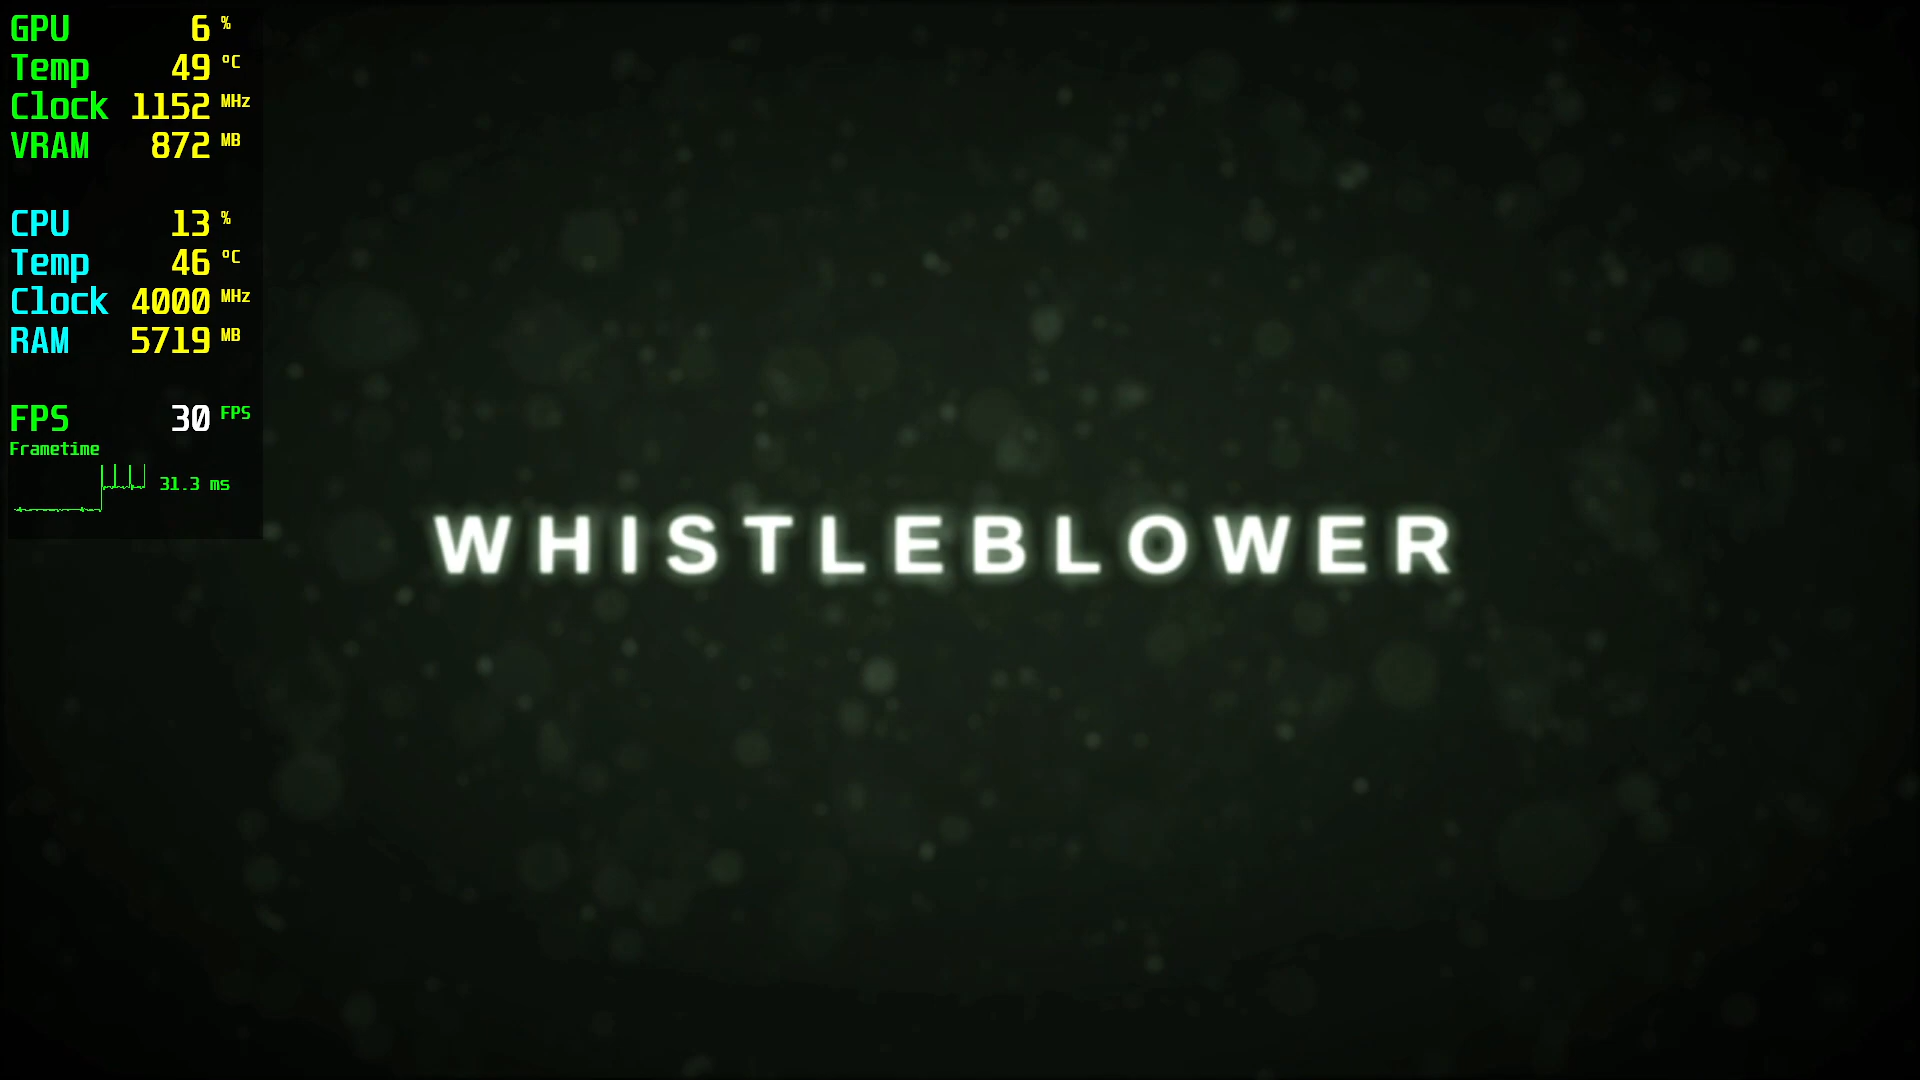 GPU 6 %
Temp 49 °C
Clock 1152 MHz
VRAM 872 MB
CPU 13 %
Temp 46 °C
Clock 4000 MHz
RAM 5719 MB
FPS 30 FPS
Frametime
31.3 ms
WHISTLEBLOWER